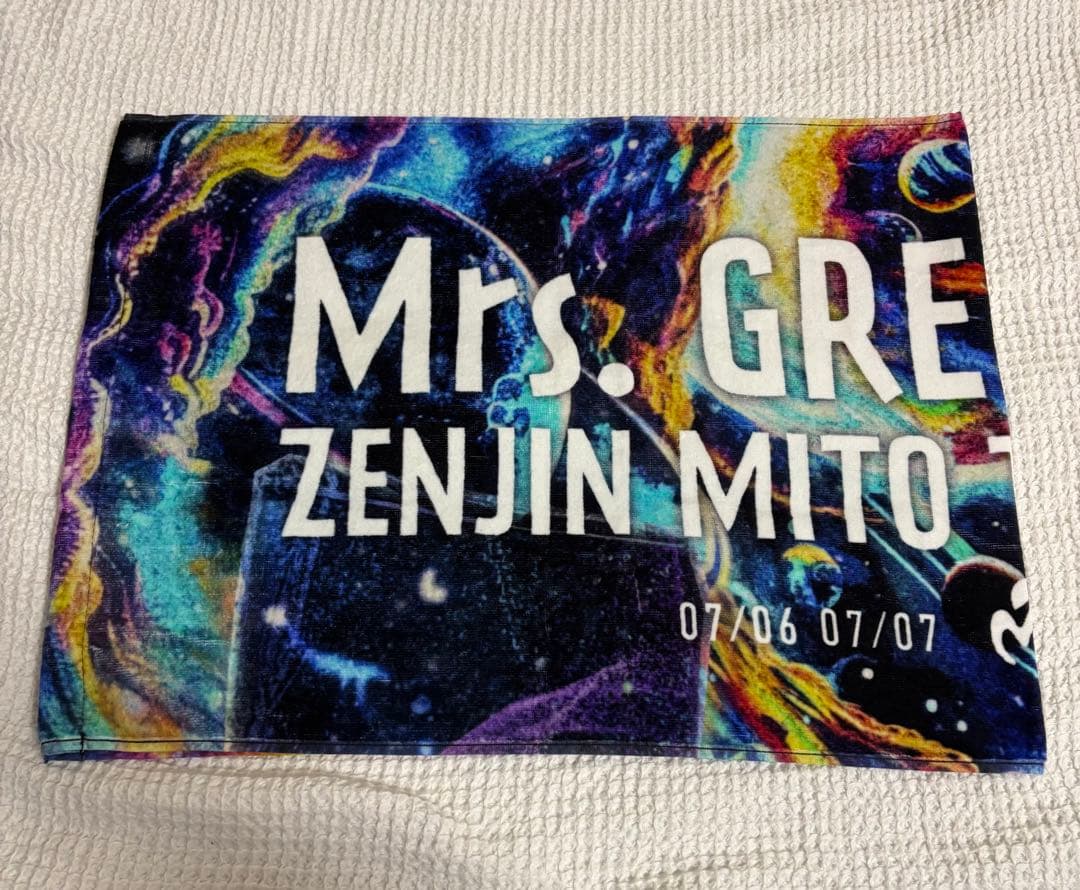 Mrs. GRE
ZENJIN MITO
07/06 07/07